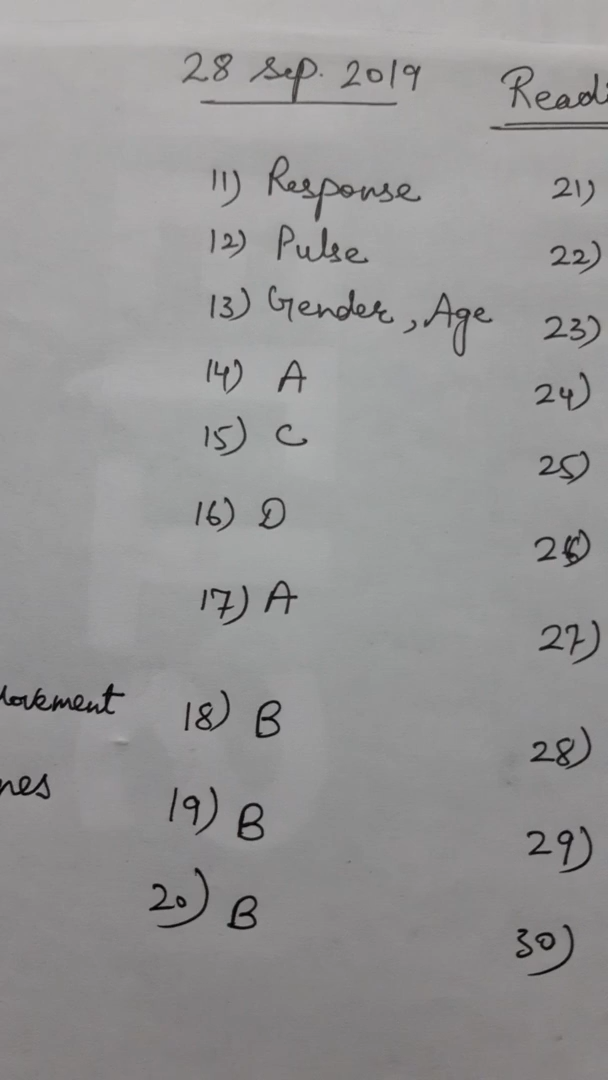 28 Sep. 2019
11) Response
12) Pulse
13) Gender, Age
14) A
15) C
16) D
17) A
18) B
19) B
20) B
21)
22)
23)
24)
25)
26)
27)
28)
29)
30)